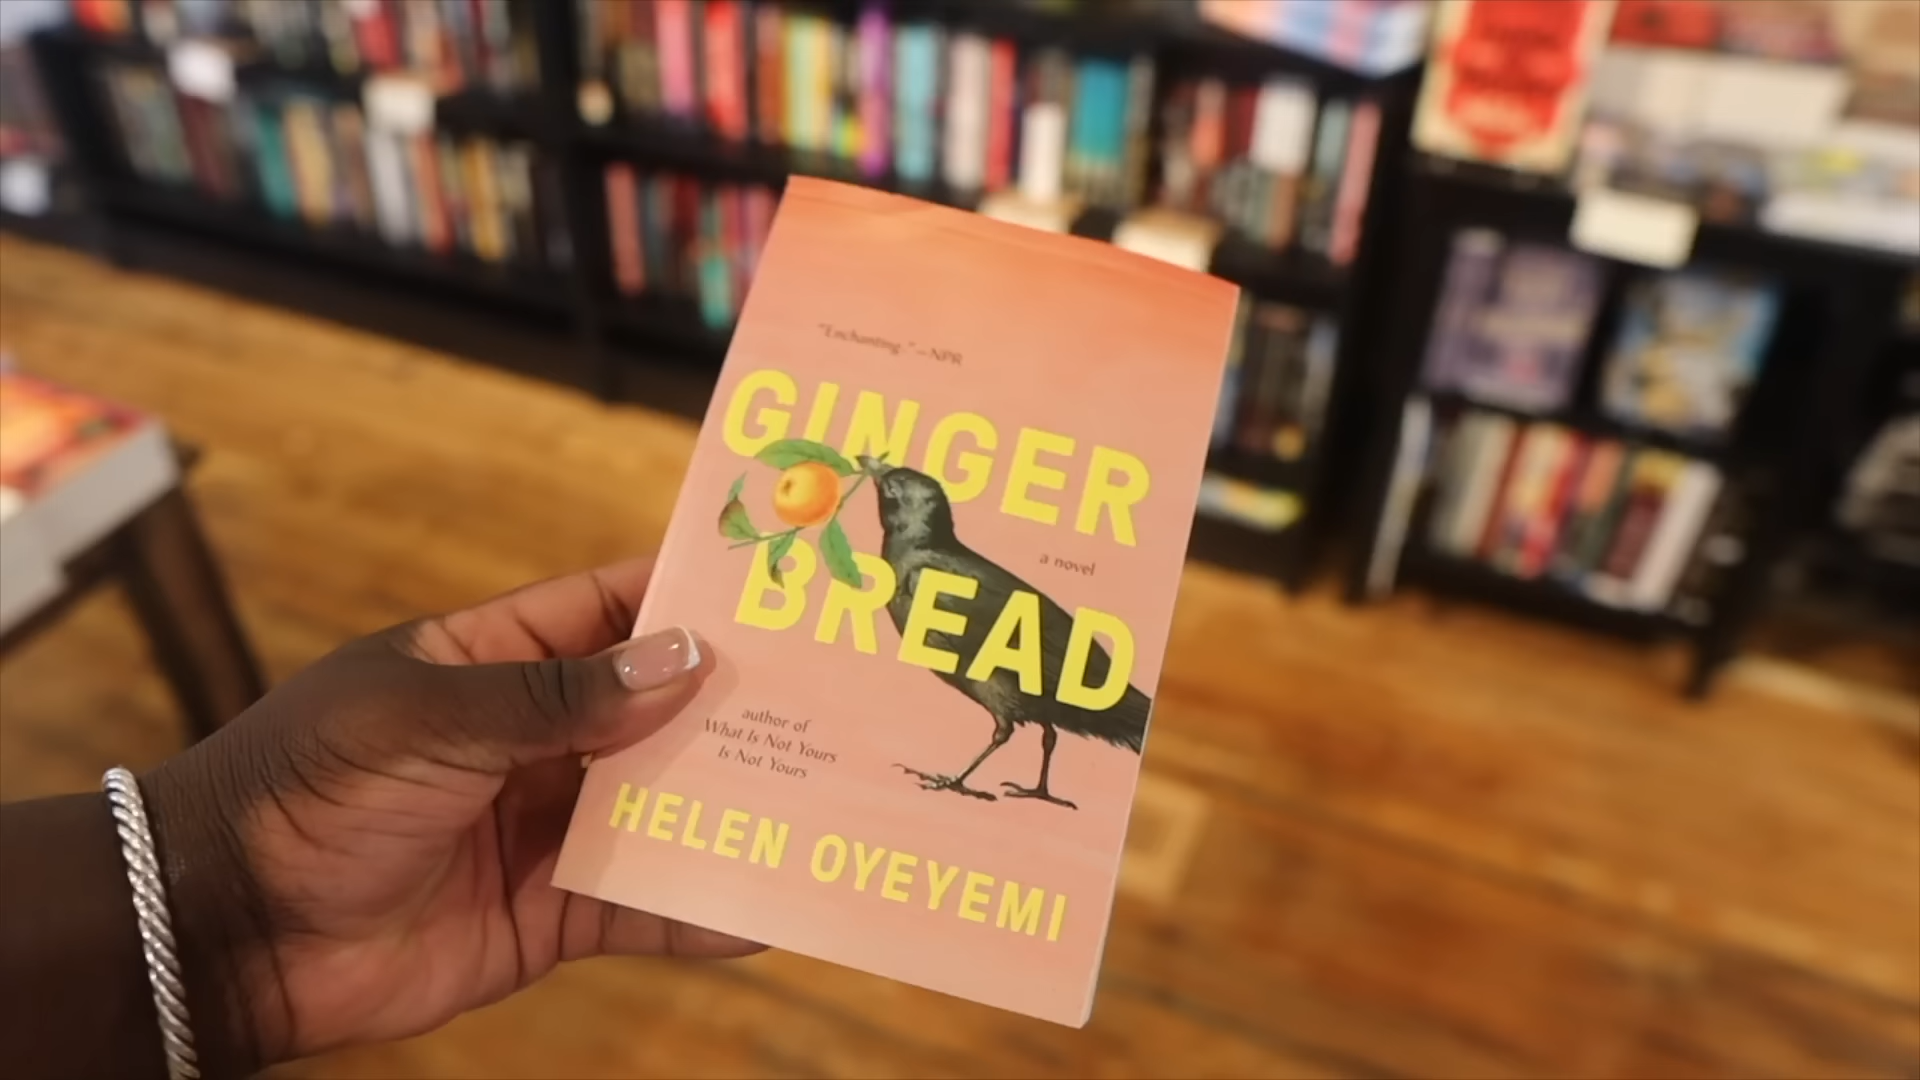 "Enchanting." —NPR
GINGER
a novel
BREAD
author of
What Is Not Yours
Is Not Yours
HELEN OYEYEMI